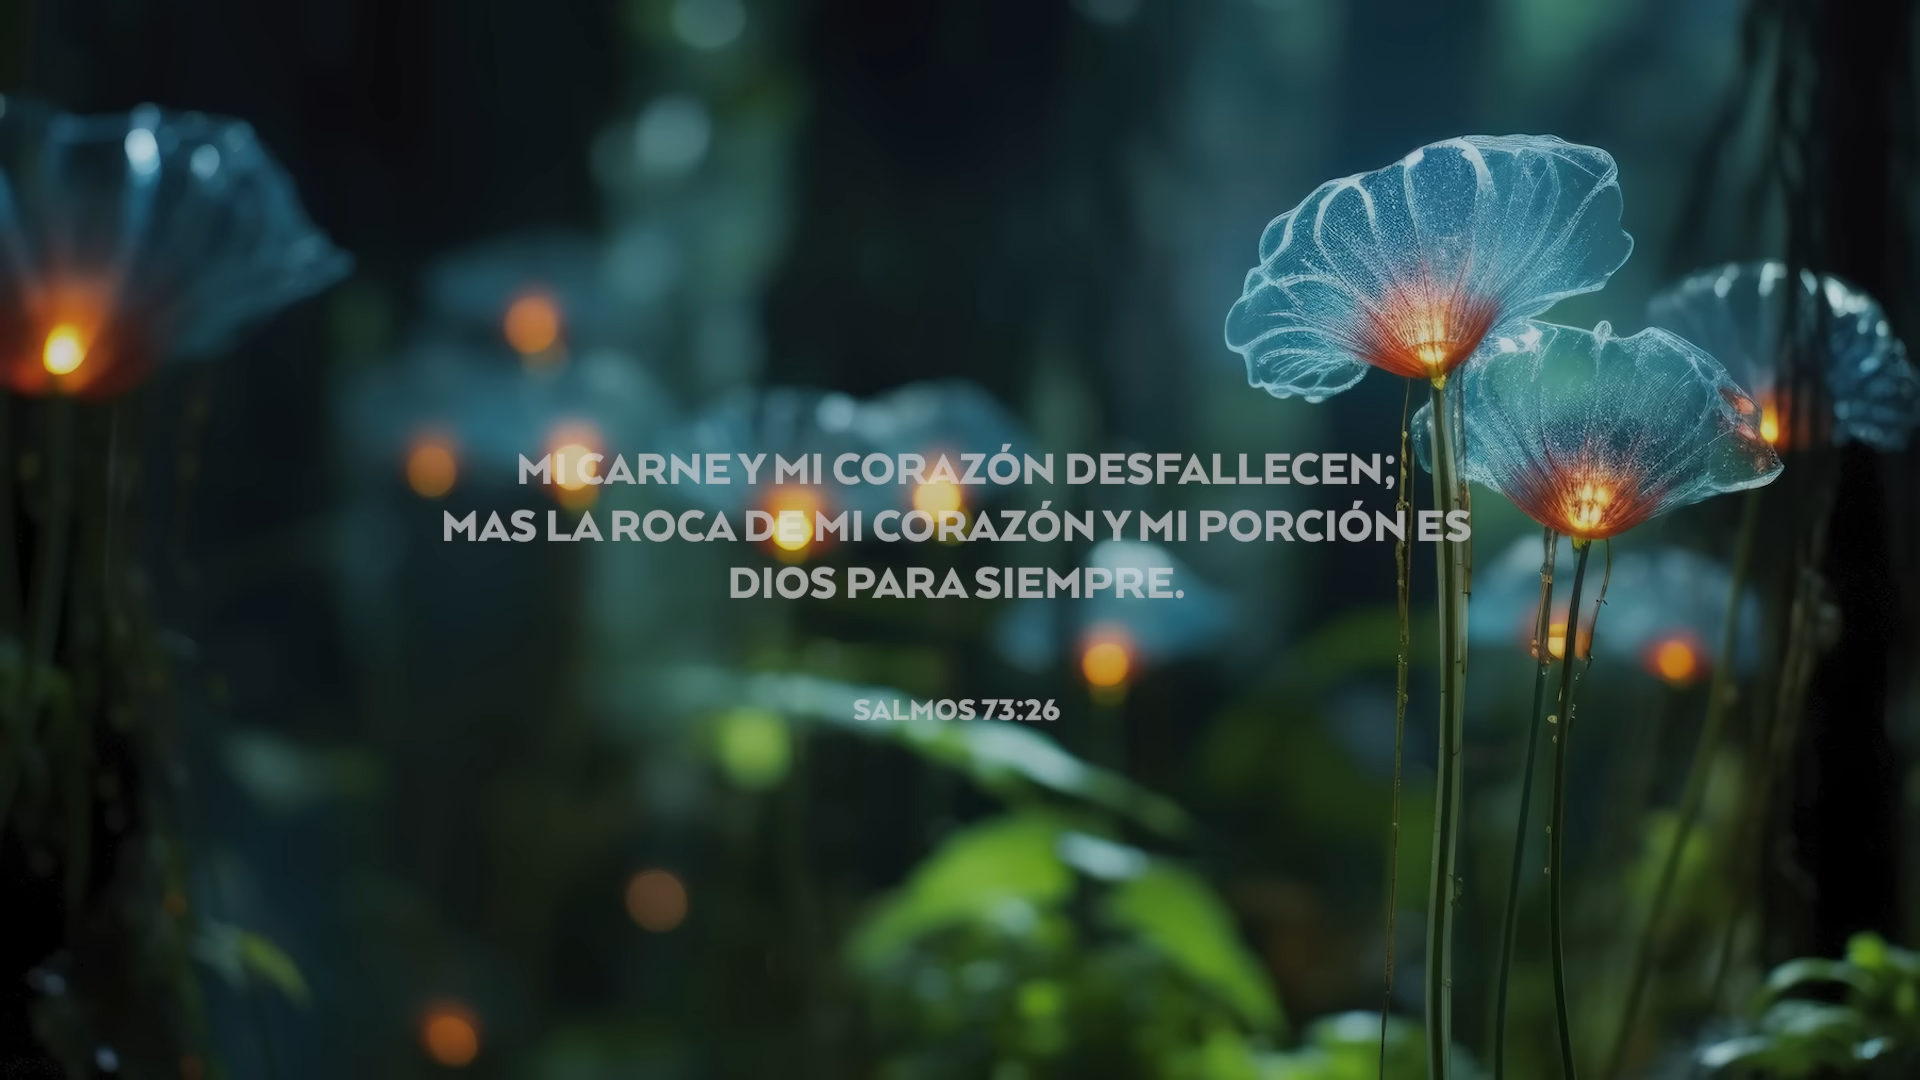 MI CARNE Y MI CORAZÓN DESFALLECEN;
MAS LA ROCA DE MI CORAZÓN Y MI PORCIÓN ES
DIOS PARA SIEMPRE.
SALMOS 73:26